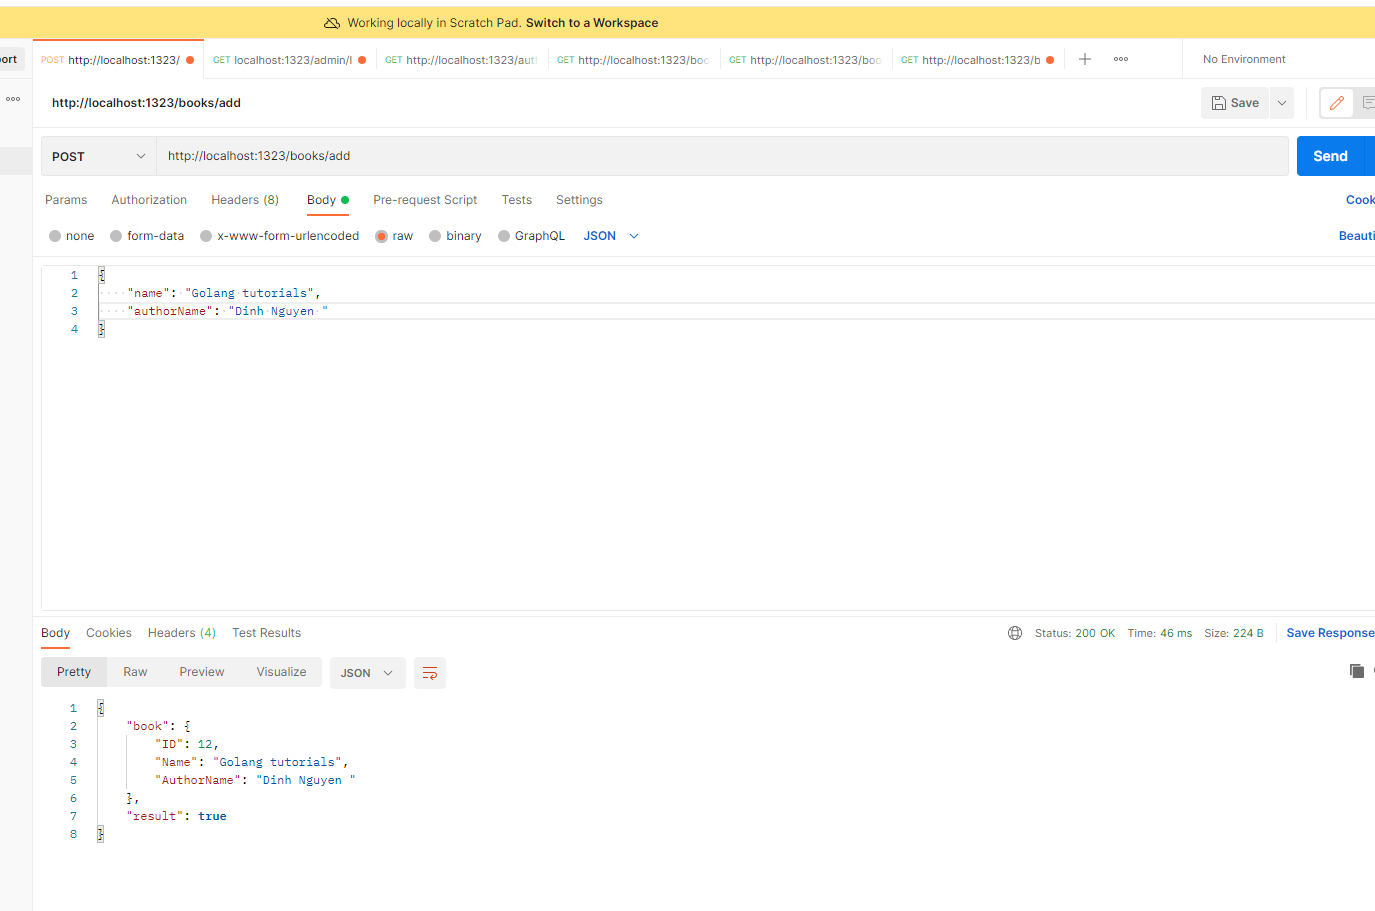 Working locally in Scratch Pad. Switch to a Workspace
ort POST http://localhost:1323/ GET localhost:1323/admin/l GET http://localhost:1323/aut GET http://localhost:1323/boo GET http://localhost:1323/boo GET http://localhost:1323/b No Environment
http://localhost:1323/books/add Save
POST http://localhost:1323/books/add Send
Params Authorization Headers (8) Body Pre-request Script Tests Settings Cook
none form-data x-www-form-urlencoded raw binary GraphQL JSON Beauti
1 {
2 "name": "Golang tutorials",
3 "authorName": "Dinh Nguyen "
4 }
Body Cookies Headers (4) Test Results Status: 200 OK Time: 46 ms Size: 224 B Save Response
Pretty Raw Preview Visualize JSON
1 {
2 "book": {
3 "ID": 12,
4 "Name": "Golang tutorials",
5 "AuthorName": "Dinh Nguyen "
6 },
7 "result": true
8 }